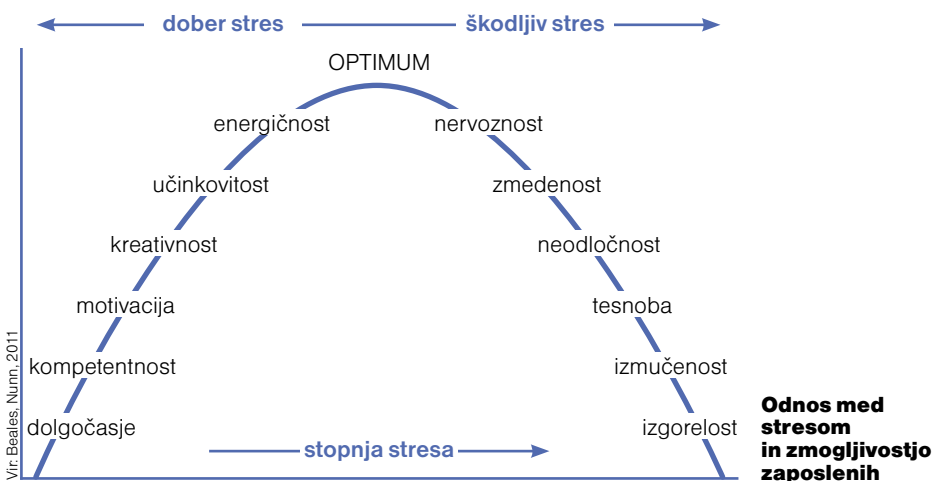 dober stres
škodljiv stres
OPTIMUM
energičnost
nervoznost
učinkovitost
zmedenost
kreativnost
neodločnost
motivacija
tesnoba
kompetentnost
izmučenost
dolgočasje
izgorelost
stopnja stresa
Vir: Beales, Nunn, 2011
Odnos med
stresom
in zmogljivostjo
zaposlenih